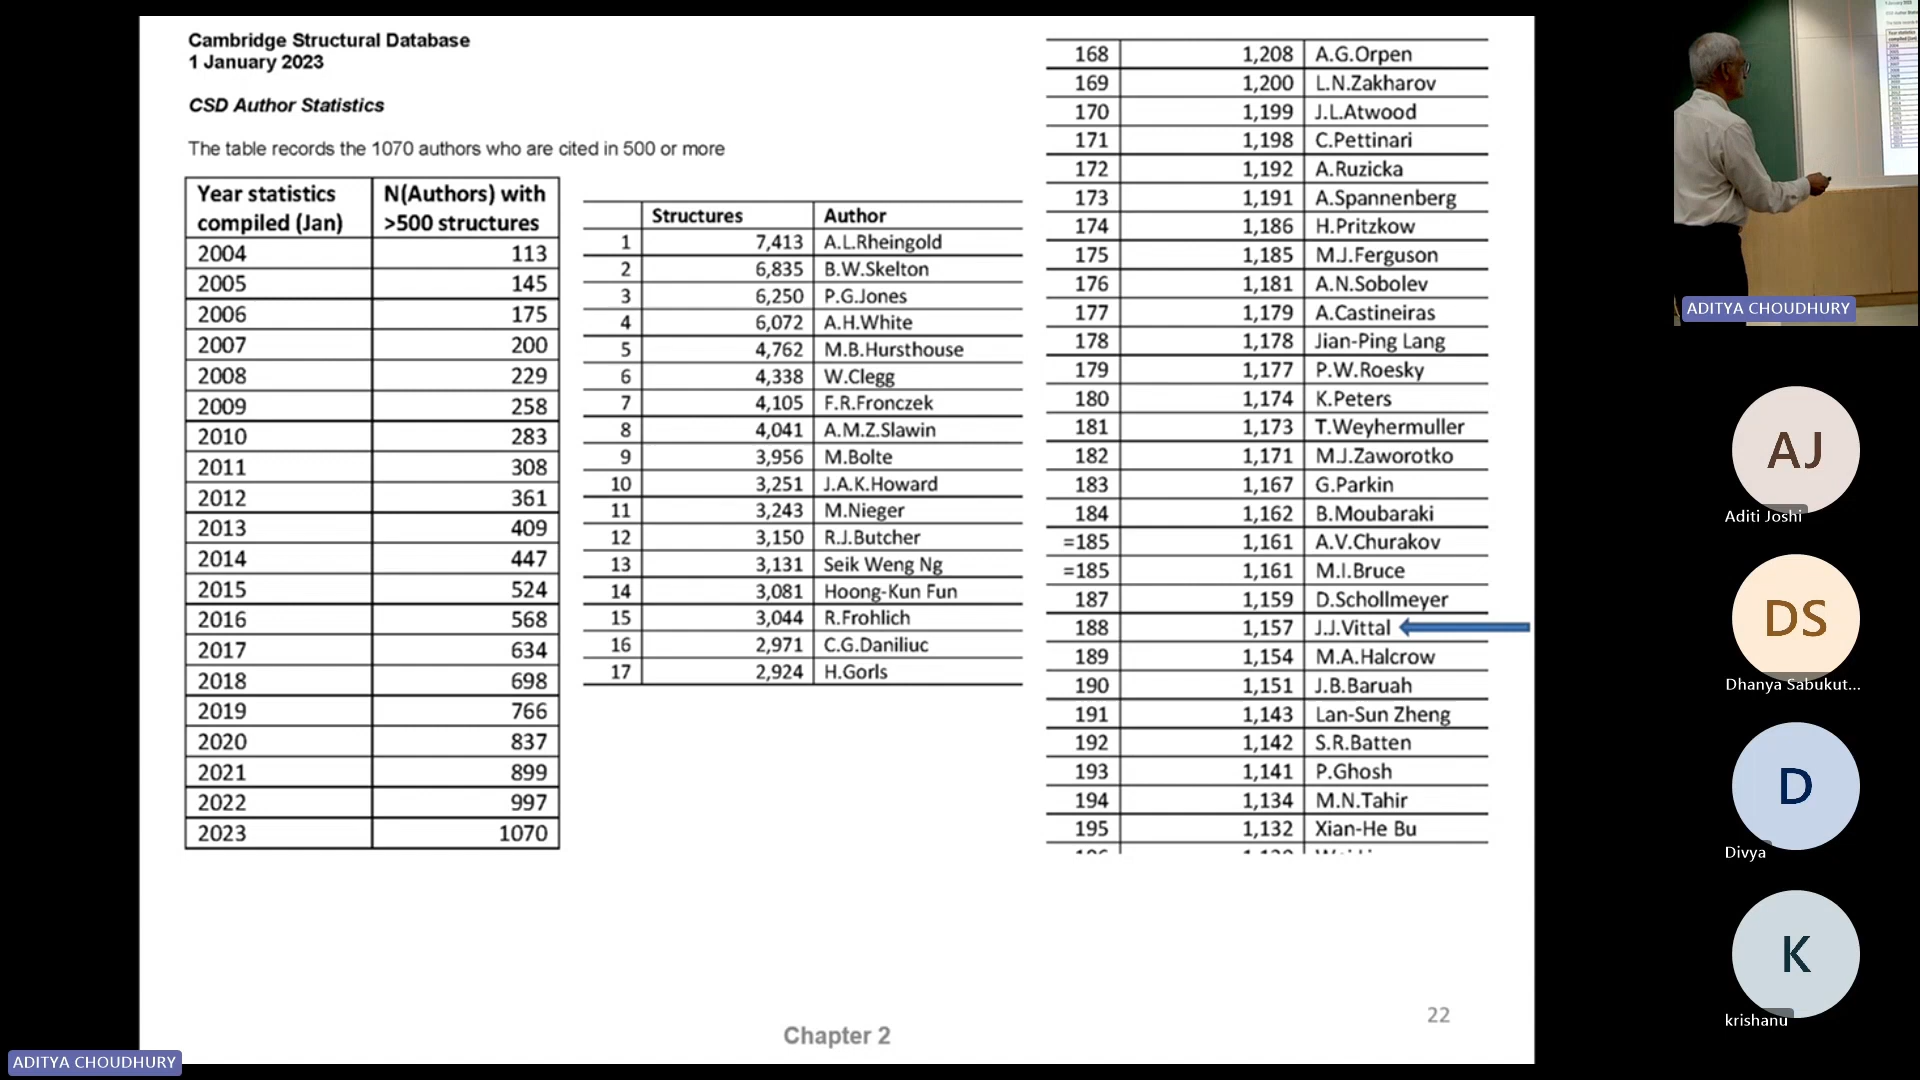 Cambridge Structural Database
1 January 2023
CSD Author Statistics
The table records the 1070 authors who are cited in 500 or more
Year statistics compiled (Jan) N(Authors) with >500 structures
2004 113
2005 145
2006 175
2007 200
2008 229
2009 258
2010 283
2011 308
2012 361
2013 409
2014 447
2015 524
2016 568
2017 634
2018 698
2019 766
2020 837
2021 899
2022 997
2023 1070
Structures Author
1 7,413 A.L.Rheingold
2 6,835 B.W.Skelton
3 6,250 P.G.Jones
4 6,072 A.H.White
5 4,762 M.B.Hursthouse
6 4,338 W.Clegg
7 4,105 F.R.Fronczek
8 4,041 A.M.Z.Slawin
9 3,956 M.Bolte
10 3,251 J.A.K.Howard
11 3,243 M.Nieger
12 3,150 R.J.Butcher
13 3,131 Seik Weng Ng
14 3,081 Hoong-Kun Fun
15 3,044 R.Frohlich
16 2,971 C.G.Daniliuc
17 2,924 H.Gorls
168 1,208 A.G.Orpen
169 1,200 L.N.Zakharov
170 1,199 J.L.Atwood
171 1,198 C.Pettinari
172 1,192 A.Ruzicka
173 1,191 A.Spannenberg
174 1,186 H.Pritzkow
175 1,185 M.J.Ferguson
176 1,181 A.N.Sobolev
177 1,179 A.Castineiras
178 1,178 Jian-Ping Lang
179 1,177 P.W.Roesky
180 1,174 K.Peters
181 1,173 T.Weyhermuller
182 1,171 M.J.Zaworotko
183 1,167 G.Parkin
184 1,162 B.Moubaraki
=185 1,161 A.V.Churakov
=185 1,161 M.I.Bruce
187 1,159 D.Schollmeyer
188 1,157 J.J.Vittal
189 1,154 M.A.Halcrow
190 1,151 J.B.Baruah
191 1,143 Lan-Sun Zheng
192 1,142 S.R.Batten
193 1,141 P.Ghosh
194 1,134 M.N.Tahir
195 1,132 Xian-He Bu
Chapter 2
22
ADITYA CHOUDHURY
ADITYA CHOUDHURY
AJ
Aditi Joshi
DS
Dhanya Sabukut...
D
Divya
K
krishanu